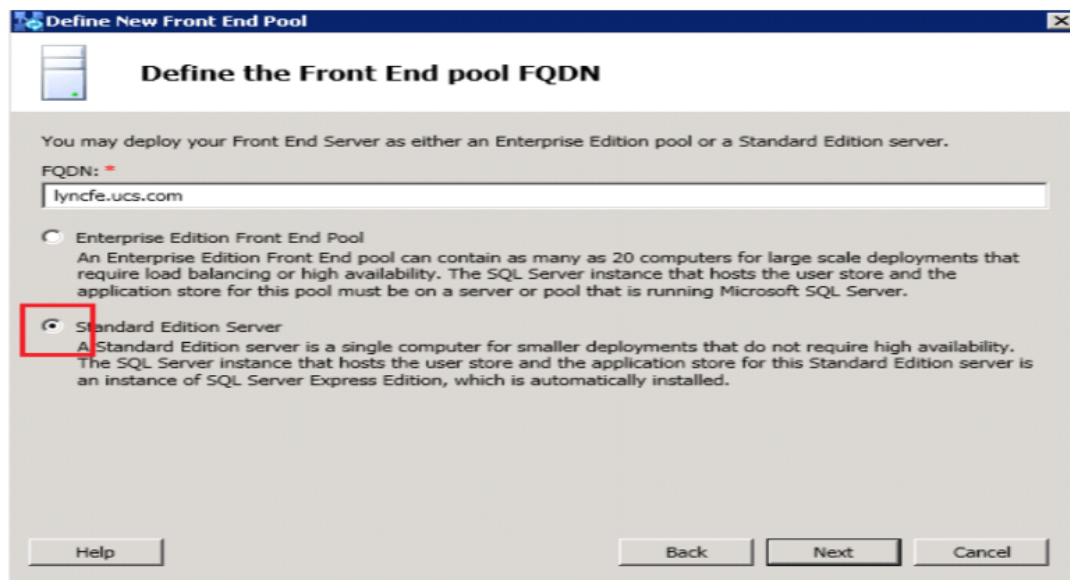 Define New Front End Pool
Define the Front End pool FQDN
You may deploy your Front End Server as either an Enterprise Edition pool or a Standard Edition server.
FQDN: *
lyncfe.ucs.com
Enterprise Edition Front End Pool
An Enterprise Edition Front End pool can contain as many as 20 computers for large scale deployments that
require load balancing or high availability. The SQL Server instance that hosts the user store and the
application store for this pool must be on a server or pool that is running Microsoft SQL Server.
Standard Edition Server
A Standard Edition server is a single computer for smaller deployments that do not require high availability.
The SQL Server instance that hosts the user store and the application store for this Standard Edition server is
an instance of SQL Server Express Edition, which is automatically installed.
Help
Back
Next
Cancel